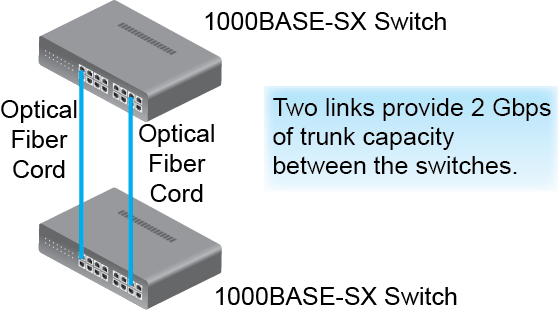 1000BASE-SX Switch
Optical
Fiber
Cord
Optical
Fiber
Cord
Two links provide 2 Gbps
of trunk capacity
between the switches.
1000BASE-SX Switch